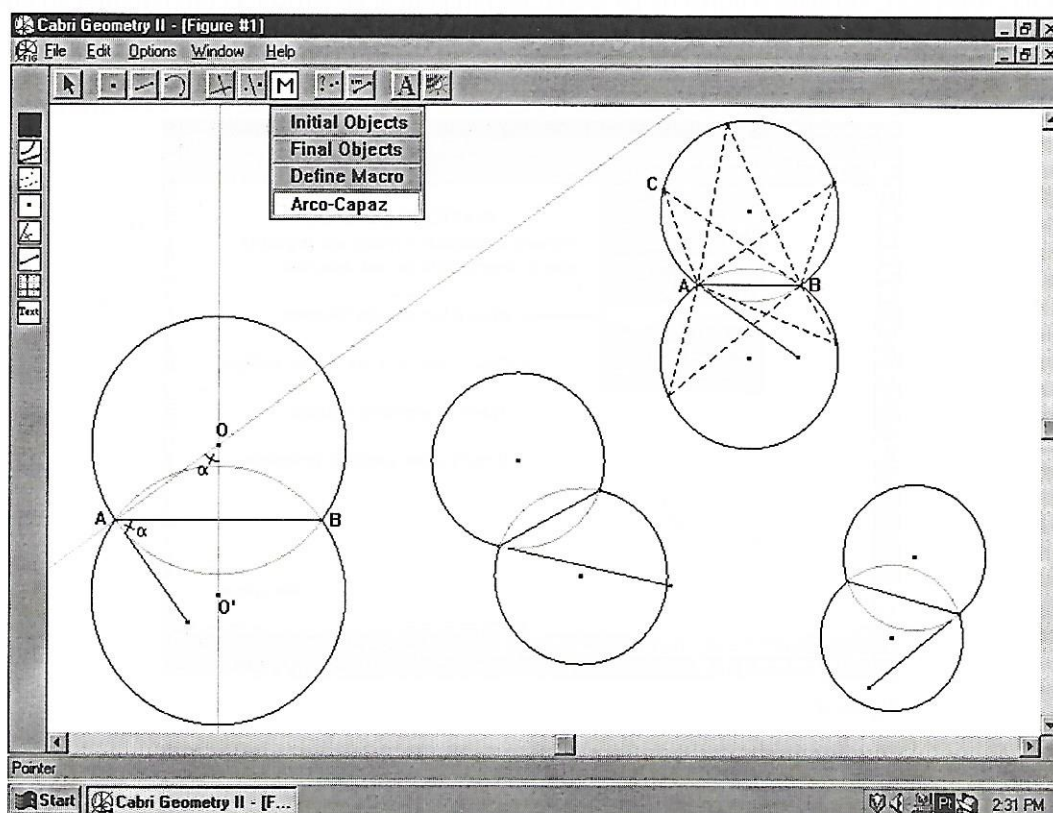 Cabri Geometry II - [Figure #1]
File Edit Options Window Help
M
A
Initial Objects
Final Objects
Define Macro
Arco-Capaz
Text
C
A
B
O
α
A
B
α
O'
Pointer
Start
Cabri Geometry II - [F...
Pt
2:31 PM